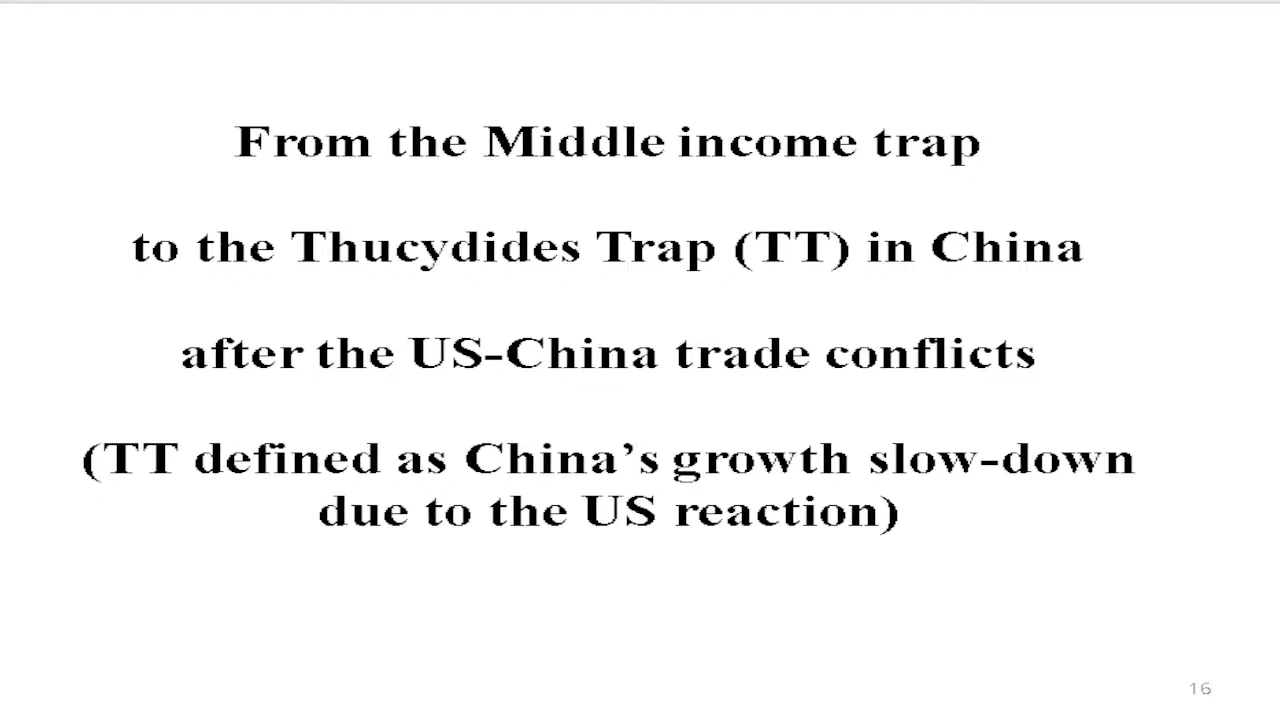 From the Middle income trap
to the Thucydides Trap (TT) in China
after the US-China trade conflicts
(TT defined as China’s growth slow-down
due to the US reaction)
16